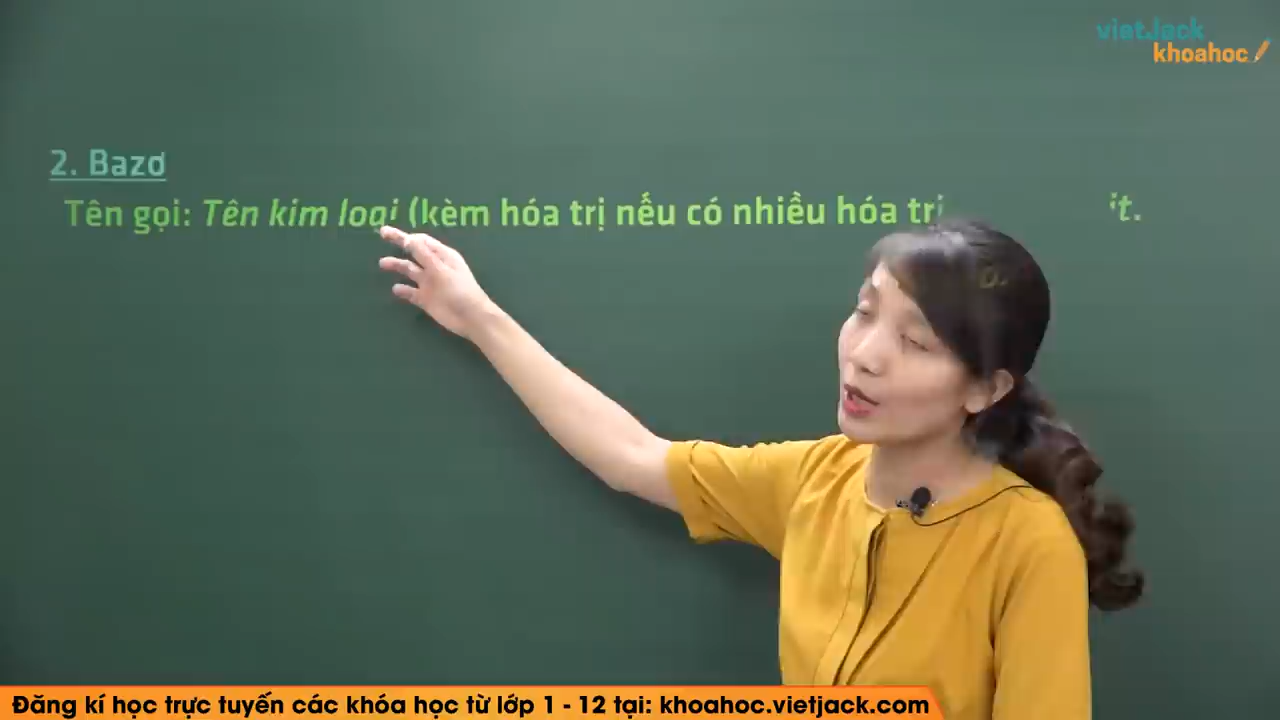 vietJack
khoahoc
2. Bazơ
Tên gọi: Tên kim loại (kèm hóa trị nếu có nhiều hóa trị
Đăng kí học trực tuyến các khóa học từ lớp 1 - 12 tại: khoahoc.vietjack.com